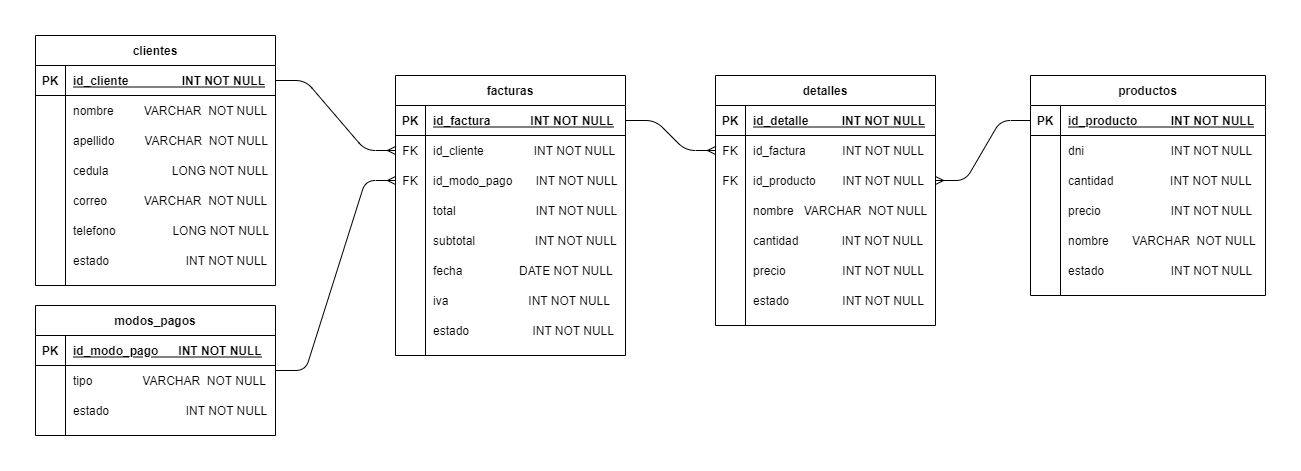 clientes
PK id_cliente INT NOT NULL
nombre VARCHAR NOT NULL
apellido VARCHAR NOT NULL
cedula LONG NOT NULL
correo VARCHAR NOT NULL
telefono LONG NOT NULL
estado INT NOT NULL
modos_pagos
PK id_modo_pago INT NOT NULL
tipo VARCHAR NOT NULL
estado INT NOT NULL
facturas
PK id_factura INT NOT NULL
FK id_cliente INT NOT NULL
FK id_modo_pago INT NOT NULL
total INT NOT NULL
subtotal INT NOT NULL
fecha DATE NOT NULL
iva INT NOT NULL
estado INT NOT NULL
detalles
PK id_detalle INT NOT NULL
FK id_factura INT NOT NULL
FK id_producto INT NOT NULL
nombre VARCHAR NOT NULL
cantidad INT NOT NULL
precio INT NOT NULL
estado INT NOT NULL
productos
PK id_producto INT NOT NULL
dni INT NOT NULL
cantidad INT NOT NULL
precio INT NOT NULL
nombre VARCHAR NOT NULL
estado INT NOT NULL